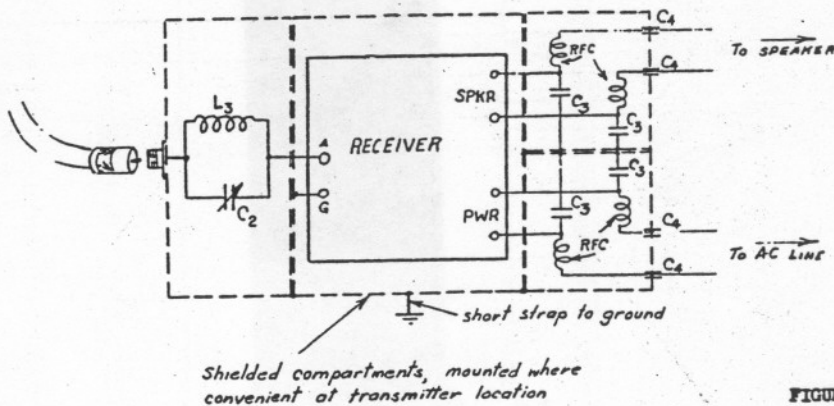 C4
RFC
TO SPEAKER
C4
L3
C3
SPKR
C3
A
RECEIVER
C3
C2
G
C3
PWR
C4
RFC
TO AC LINE
C4
short strap to ground
Shielded compartments, mounted where
convenient at transmitter location